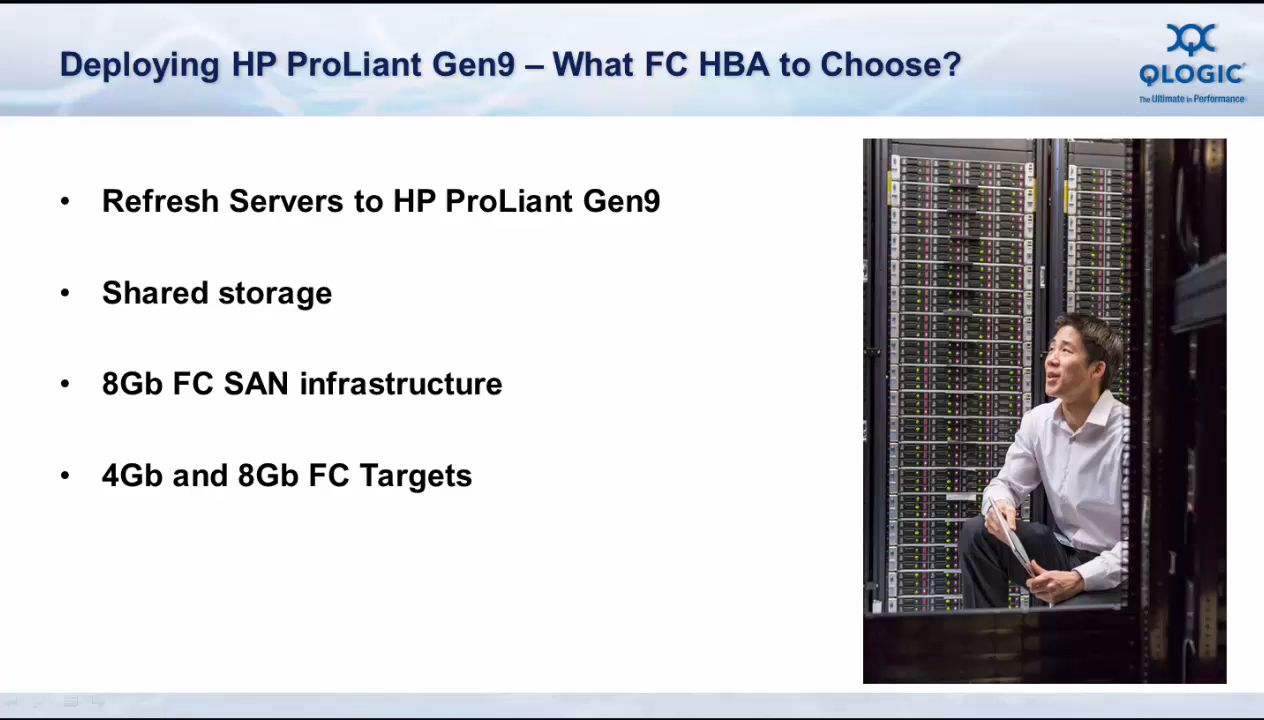 Deploying HP ProLiant Gen9 – What FC HBA to Choose?
QLOGIC
The Ultimate in Performance
• Refresh Servers to HP ProLiant Gen9
• Shared storage
• 8Gb FC SAN infrastructure
• 4Gb and 8Gb FC Targets